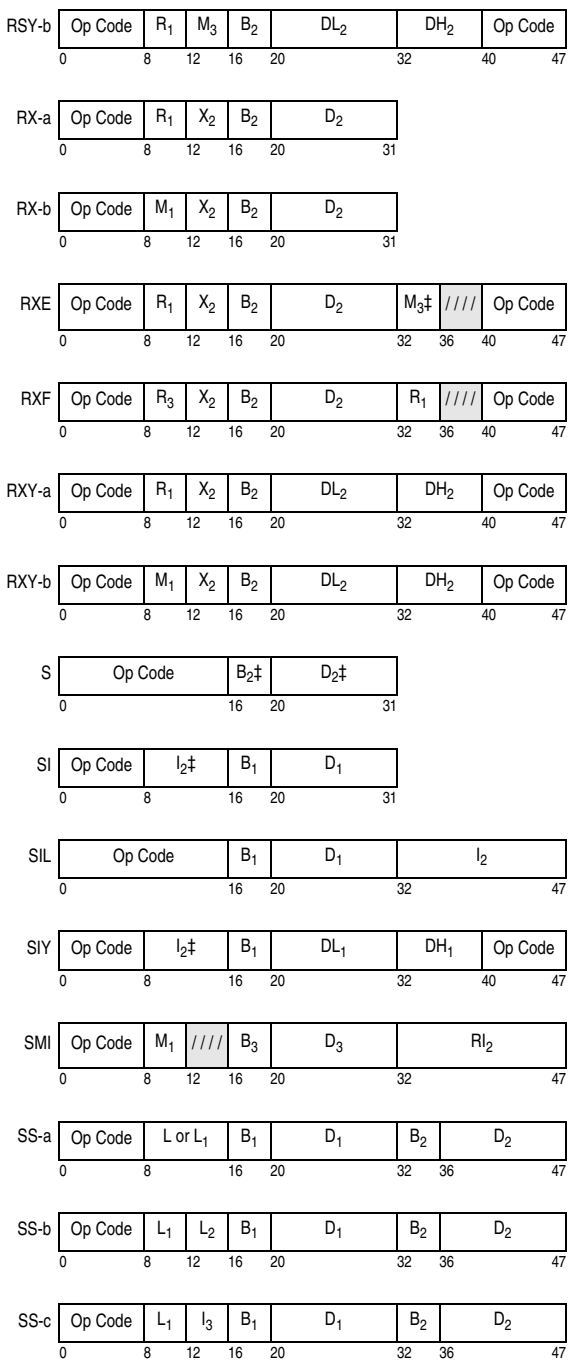 RSY-b Op Code R1 M3 B2 DL2 DH2 Op Code
0 8 12 16 20 32 40 47
RX-a Op Code R1 X2 B2 D2
0 8 12 16 20 31
RX-b Op Code M1 X2 B2 D2
0 8 12 16 20 31
RXE Op Code R1 X2 B2 D2 M3‡ //// Op Code
0 8 12 16 20 32 36 40 47
RXF Op Code R3 X2 B2 D2 R1 //// Op Code
0 8 12 16 20 32 36 40 47
RXY-a Op Code R1 X2 B2 DL2 DH2 Op Code
0 8 12 16 20 32 40 47
RXY-b Op Code M1 X2 B2 DL2 DH2 Op Code
0 8 12 16 20 32 40 47
S Op Code B2‡ D2‡
0 16 20 31
SI Op Code I2‡ B1 D1
0 8 16 20 31
SIL Op Code B1 D1 I2
0 16 20 32 47
SIY Op Code I2‡ B1 DL1 DH1 Op Code
0 8 16 20 32 40 47
SMI Op Code M1 //// B3 D3 RI2
0 8 12 16 20 32 47
SS-a Op Code L or L1 B1 D1 B2 D2
0 8 16 20 32 36 47
SS-b Op Code L1 L2 B1 D1 B2 D2
0 8 12 16 20 32 36 47
SS-c Op Code L1 I3 B1 D1 B2 D2
0 8 12 16 20 32 36 47